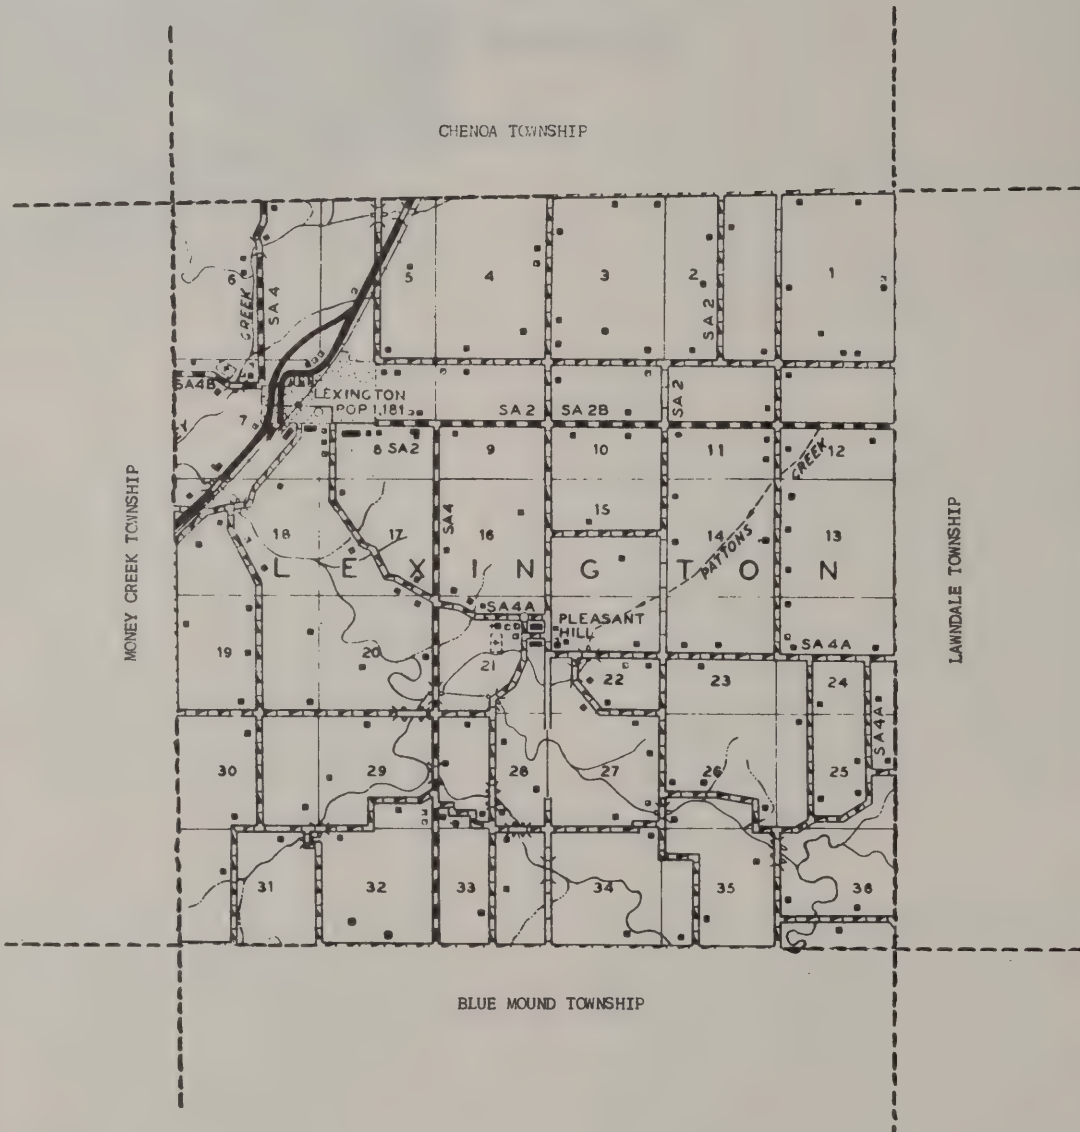 CHENOA TOWNSHIP
6 5 4 3 2 1
CREEK
SA 4
SA 2
SA4B
LEXINGTON
POP 1,181
SA 2
SA 2B
SA 2
7 8 SA2 9 10 11 12
CREEK
MONEY CREEK TOWNSHIP
LAWNDALE TOWNSHIP
SA4
18 17 16 15 14 13
PATTONS
LEXINGTON
SA4A
PLEASANT
HILL
SA 4A
19 20 21 22 23 24
SA4A
30 29 28 27 26 25
31 32 33 34 35 36
BLUE MOUND TOWNSHIP